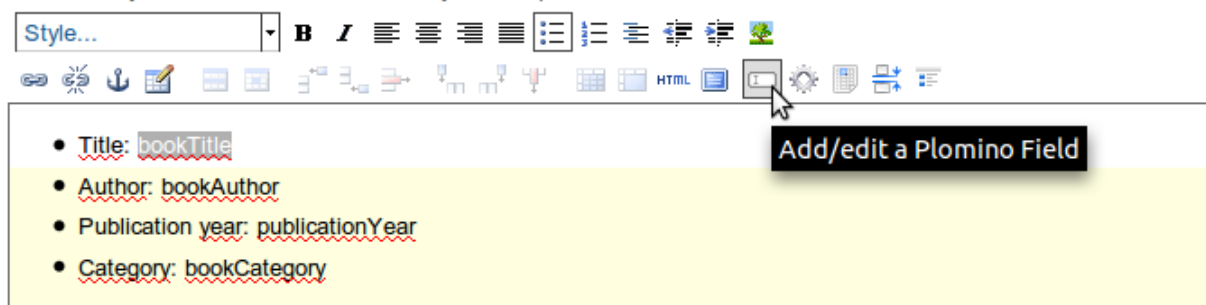 Style...
B I
HTML
Add/edit a Plomino Field
Title: bookTitle
Author: bookAuthor
Publication year: publicationYear
Category: bookCategory